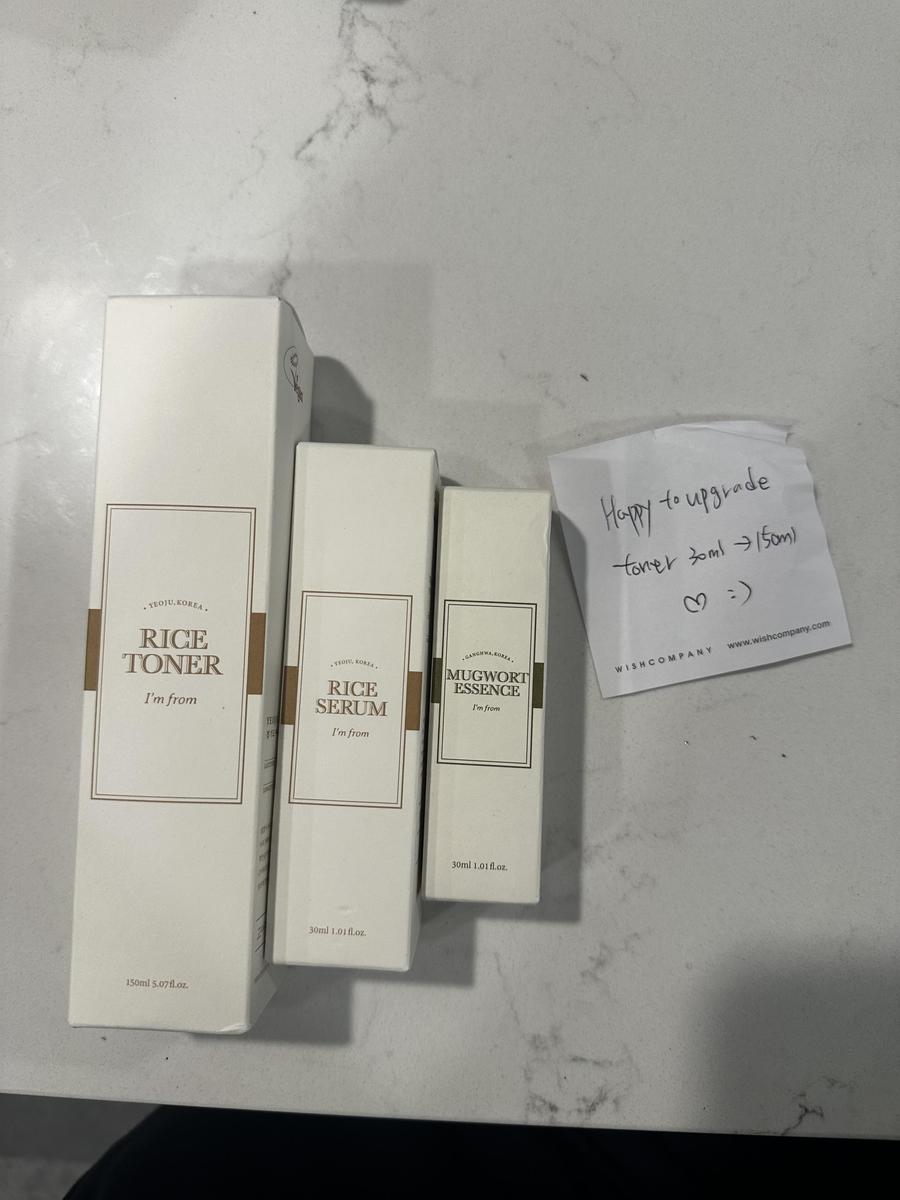 • YEOJU, KOREA •
RICE
TONER
I'm from
150ml 5.07fl.oz.
• YEOJU, KOREA •
RICE
SERUM
I'm from
30ml 1.01fl.oz.
• GANGHWA, KOREA •
MUGWORT
ESSENCE
I'm from
30ml 1.01fl.oz.
Happy to upgrade
toner 30ml → 150ml
♡ :)
WISHCOMPANY www.wishcompany.com